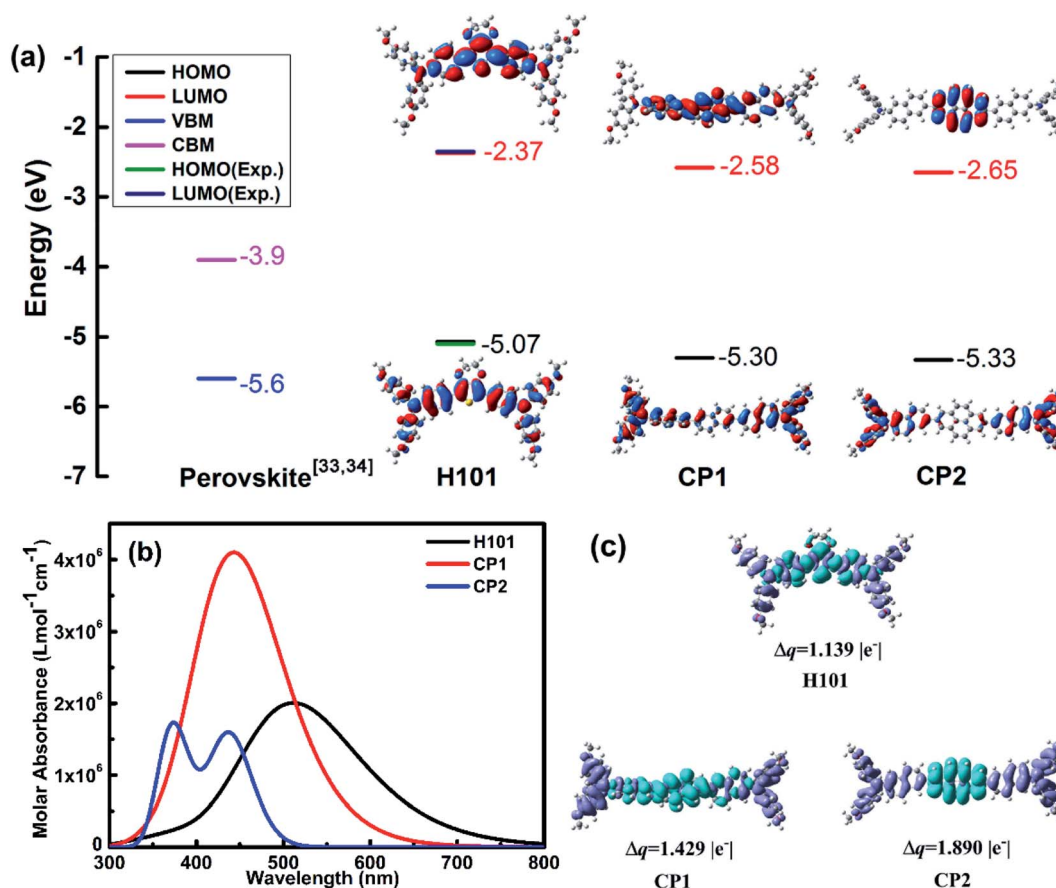 (a)
Energy (eV)
-1
-2
-3
-4
-5
-6
-7
HOMO
LUMO
VBM
CBM
HOMO(Exp.)
LUMO(Exp.)
-3.9
-5.6
-2.37
-5.07
-2.58
-5.30
-2.65
-5.33
Perovskite[33,34]
H101
CP1
CP2
(b)
Molar Absorbance (Lmol-1cm-1)
4x10⁶
3x10⁶
2x10⁶
1x10⁶
0
H101
CP1
CP2
300 400 500 600 700 800
Wavelength (nm)
(c)
Δq=1.139 |e-|
H101
Δq=1.429 |e-|
CP1
Δq=1.890 |e-|
CP2